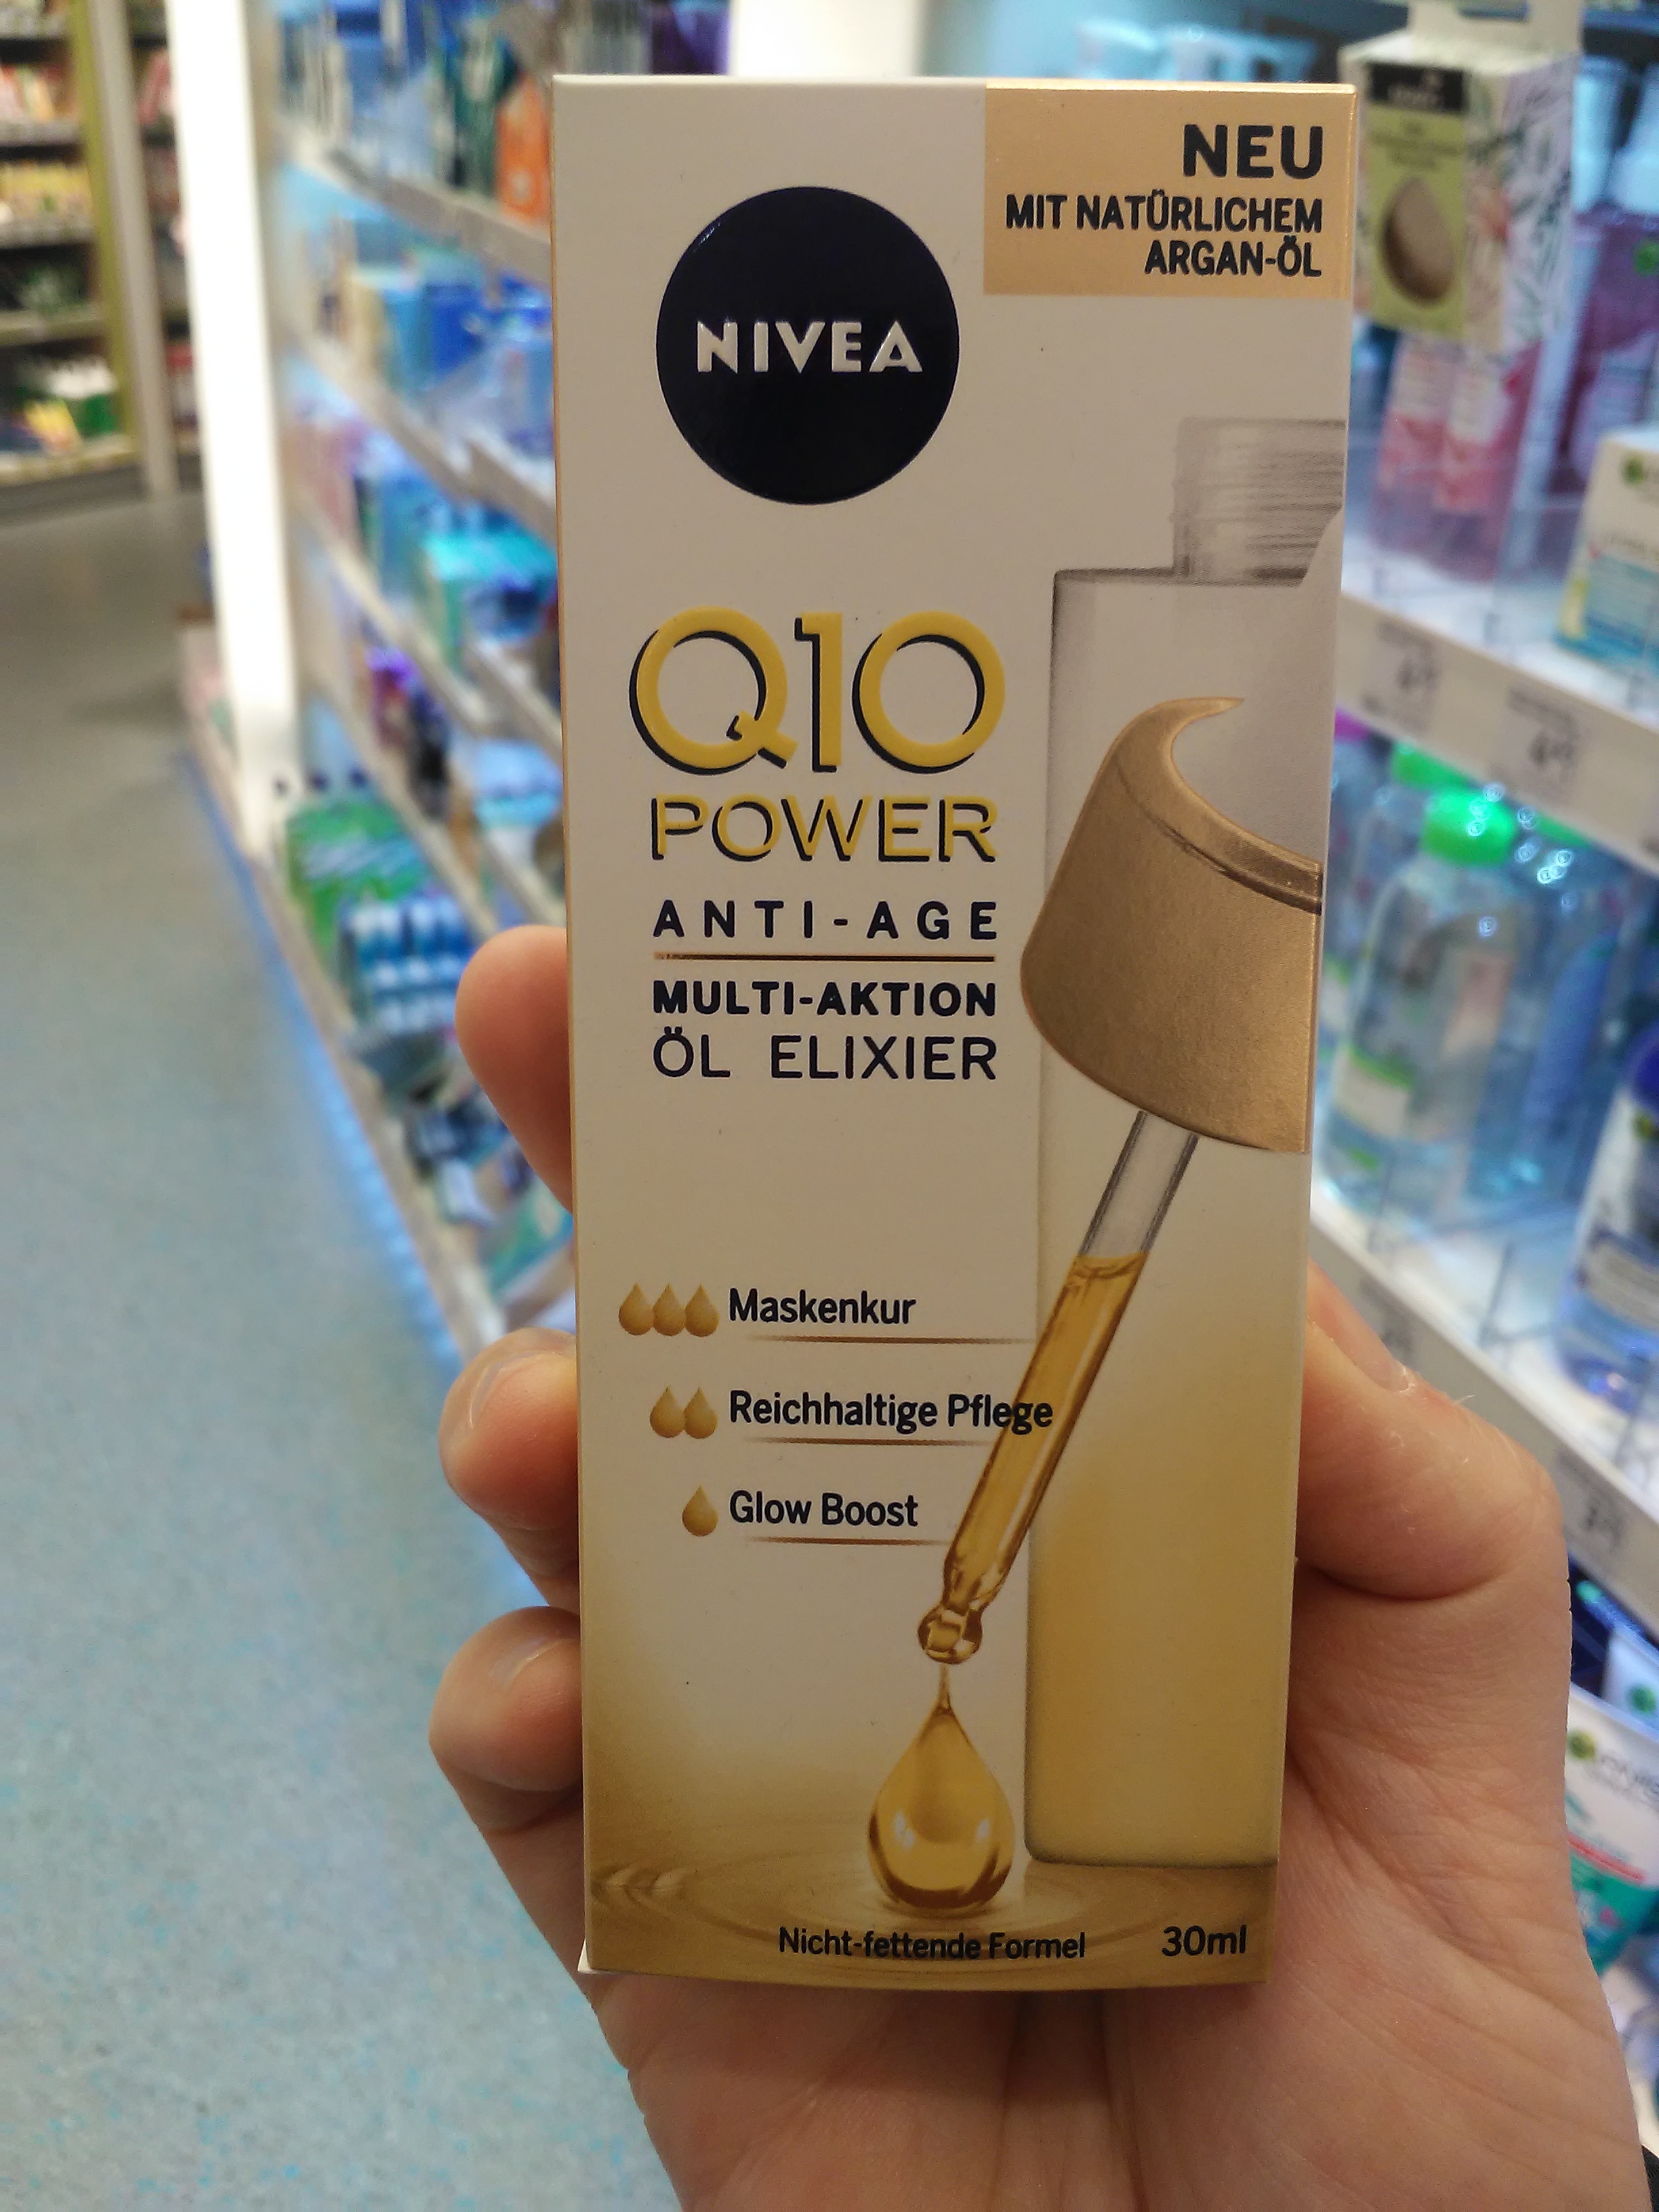 NEU
MIT NATÜRLICHEM
ARGAN-ÖL
NIVEA
Q10
POWER
ANTI-AGE
MULTI-AKTION
ÖL ELIXIER
Maskenkur
Reichhaltige Pflege
Glow Boost
Nicht-fettende Formel 30ml